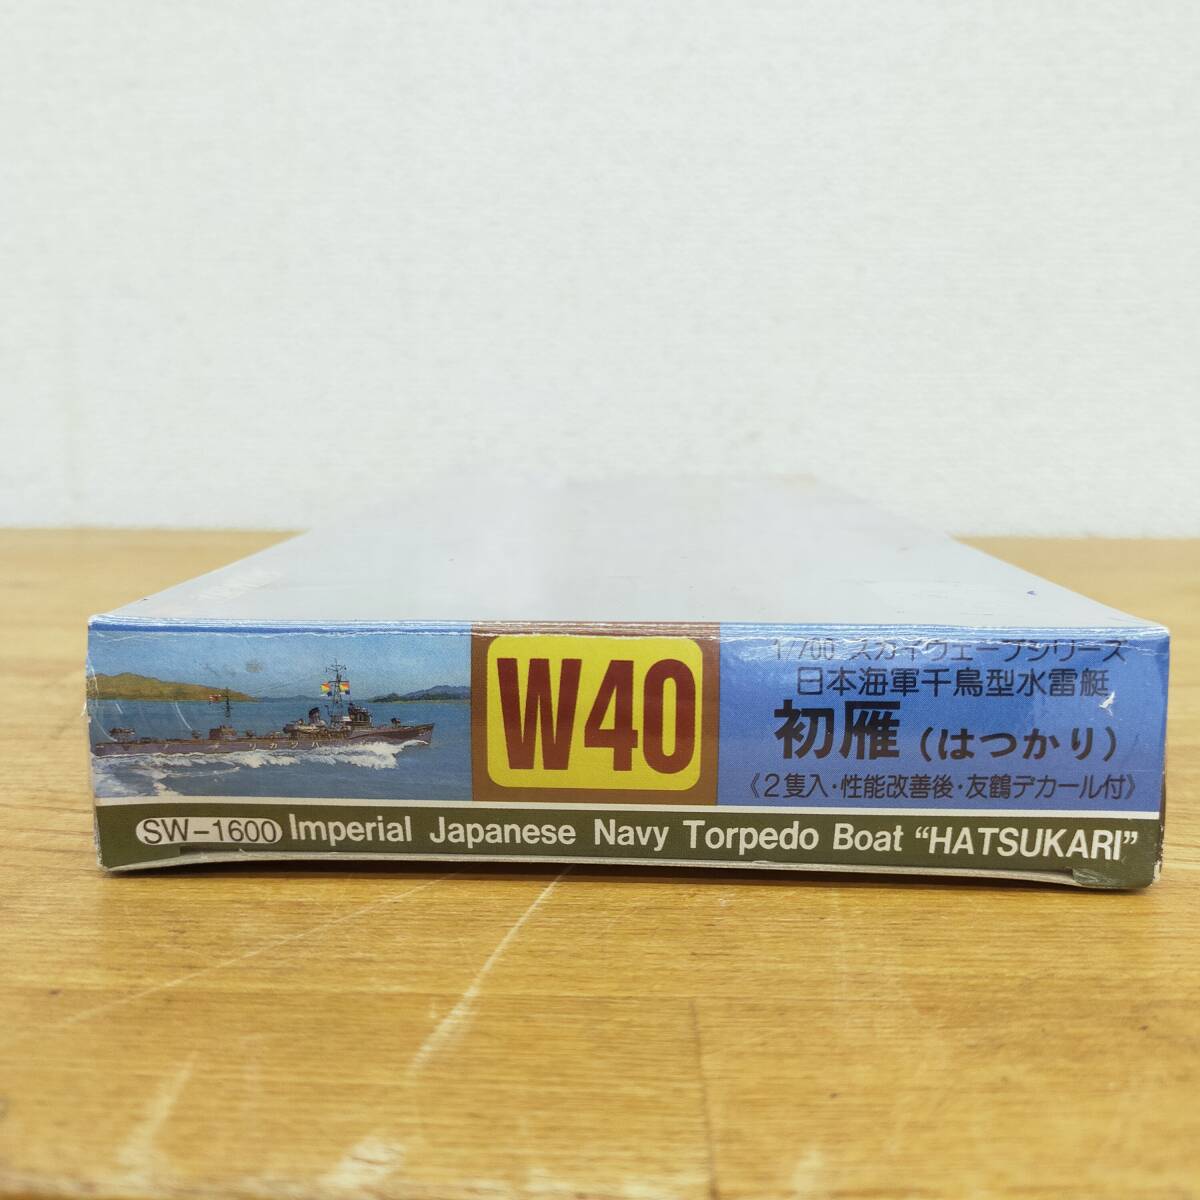 W40
1/700 スカイウェーブシリーズ
日本海軍千鳥型水雷艇
初雁 (はつかり)
《2隻入・性能改善後・友鶴デカール付》
SW-1600 Imperial Japanese Navy Torpedo Boat “HATSUKARI”